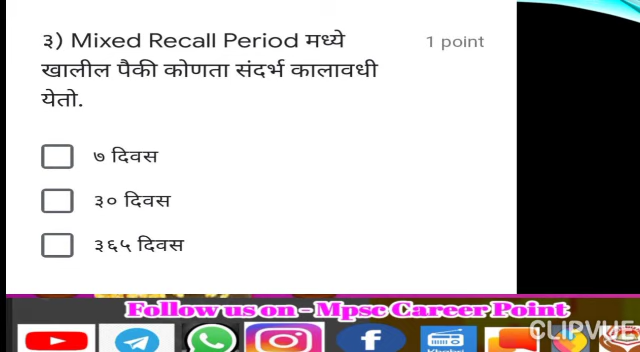 ३) Mixed Recall Period मध्ये
1 point
खालील पैकी कोणता संदर्भ कालावधी
येतो.
७ दिवस
३० दिवस
३६५ दिवस
Follow us on - Mpsc Career Point
CLIPVUE